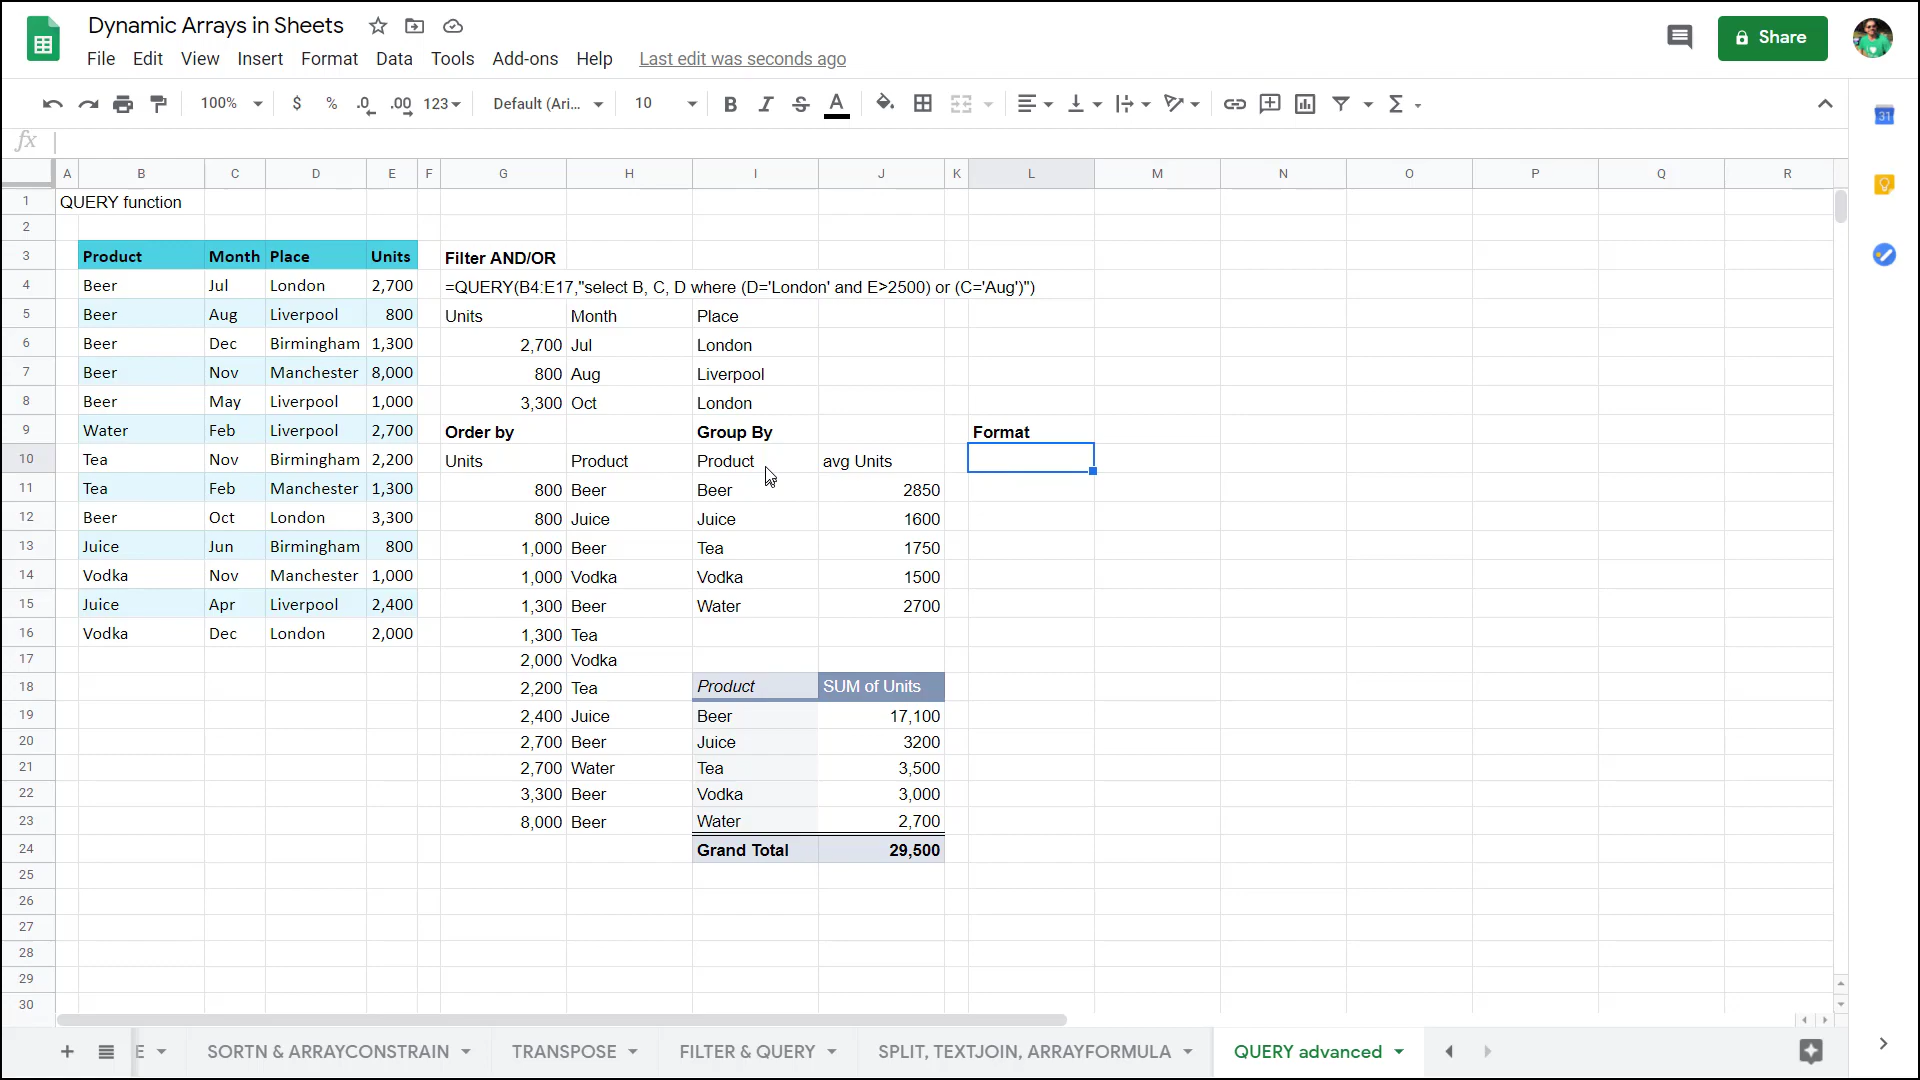 Dynamic Arrays in Sheets
File Edit View Insert Format Data Tools Add-ons Help Last edit was seconds ago
Share
100% $ % .0 .00 123 Default (Ari... 10 B I S A Σ
31
fx
A B C D E F G H I J K L M N O P Q R
1 QUERY function
2
3 Product Month Place Units Filter AND/OR
4 Beer Jul London 2,700 =QUERY(B4:E17,"select B, C, D where (D='London' and E>2500) or (C='Aug')")
5 Beer Aug Liverpool 800 Units Month Place
6 Beer Dec Birmingham 1,300 2,700 Jul London
7 Beer Nov Manchester 8,000 800 Aug Liverpool
8 Beer May Liverpool 1,000 3,300 Oct London
9 Water Feb Liverpool 2,700 Order by Group By Format
10 Tea Nov Birmingham 2,200 Units Product Product avg Units
11 Tea Feb Manchester 1,300 800 Beer Beer 2850
12 Beer Oct London 3,300 800 Juice Juice 1600
13 Juice Jun Birmingham 800 1,000 Beer Tea 1750
14 Vodka Nov Manchester 1,000 1,000 Vodka Vodka 1500
15 Juice Apr Liverpool 2,400 1,300 Beer Water 2700
16 Vodka Dec London 2,000 1,300 Tea
17 2,000 Vodka
18 2,200 Tea Product SUM of Units
19 2,400 Juice Beer 17,100
20 2,700 Beer Juice 3200
21 2,700 Water Tea 3,500
22 3,300 Beer Vodka 3,000
23 8,000 Beer Water 2,700
24 Grand Total 29,500
25
26
27
28
29
30
E SORTN & ARRAYCONSTRAIN TRANSPOSE FILTER & QUERY SPLIT, TEXTJOIN, ARRAYFORMULA QUERY advanced